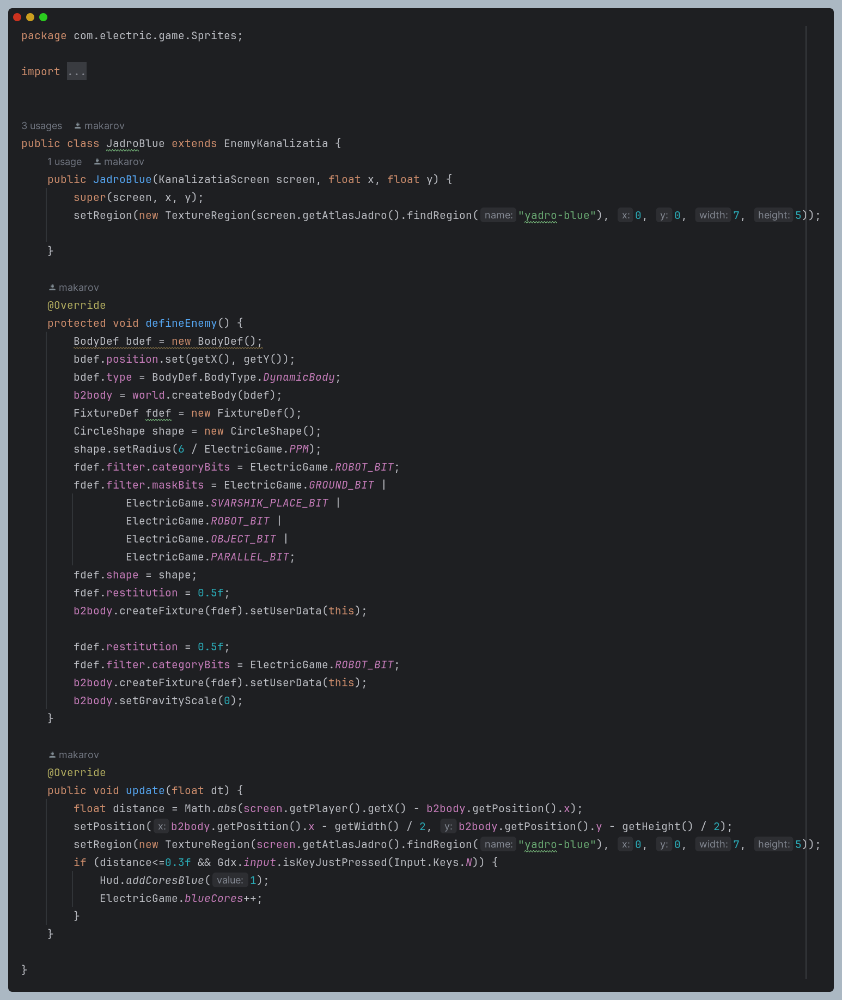 package com.electric.game.Sprites;
import ...
3 usages makarov
public class JadroBlue extends EnemyKanalizatia {
1 usage makarov
public JadroBlue(KanalizatiaScreen screen, float x, float y) {
super(screen, x, y);
setRegion(new TextureRegion(screen.getAtlasJadro().findRegion( name: "yadro-blue"), x: 0, y: 0, width: 7, height: 5));
}
makarov
@Override
protected void defineEnemy() {
BodyDef bdef = new BodyDef();
bdef.position.set(getX(), getY());
bdef.type = BodyDef.BodyType.DynamicBody;
b2body = world.createBody(bdef);
FixtureDef fdef = new FixtureDef();
CircleShape shape = new CircleShape();
shape.setRadius(6 / ElectricGame.PPM);
fdef.filter.categoryBits = ElectricGame.ROBOT_BIT;
fdef.filter.maskBits = ElectricGame.GROUND_BIT |
ElectricGame.SVARSHIK_PLACE_BIT |
ElectricGame.ROBOT_BIT |
ElectricGame.OBJECT_BIT |
ElectricGame.PARALLEL_BIT;
fdef.shape = shape;
fdef.restitution = 0.5f;
b2body.createFixture(fdef).setUserData(this);
fdef.restitution = 0.5f;
fdef.filter.categoryBits = ElectricGame.ROBOT_BIT;
b2body.createFixture(fdef).setUserData(this);
b2body.setGravityScale(0);
}
makarov
@Override
public void update(float dt) {
float distance = Math.abs(screen.getPlayer().getX() - b2body.getPosition().x);
setPosition( x: b2body.getPosition().x - getWidth() / 2, y: b2body.getPosition().y - getHeight() / 2);
setRegion(new TextureRegion(screen.getAtlasJadro().findRegion( name: "yadro-blue"), x: 0, y: 0, width: 7, height: 5));
if (distance<=0.3f && Gdx.input.isKeyJustPressed(Input.Keys.N)) {
Hud.addCoresBlue( value: 1);
ElectricGame.blueCores++;
}
}
}